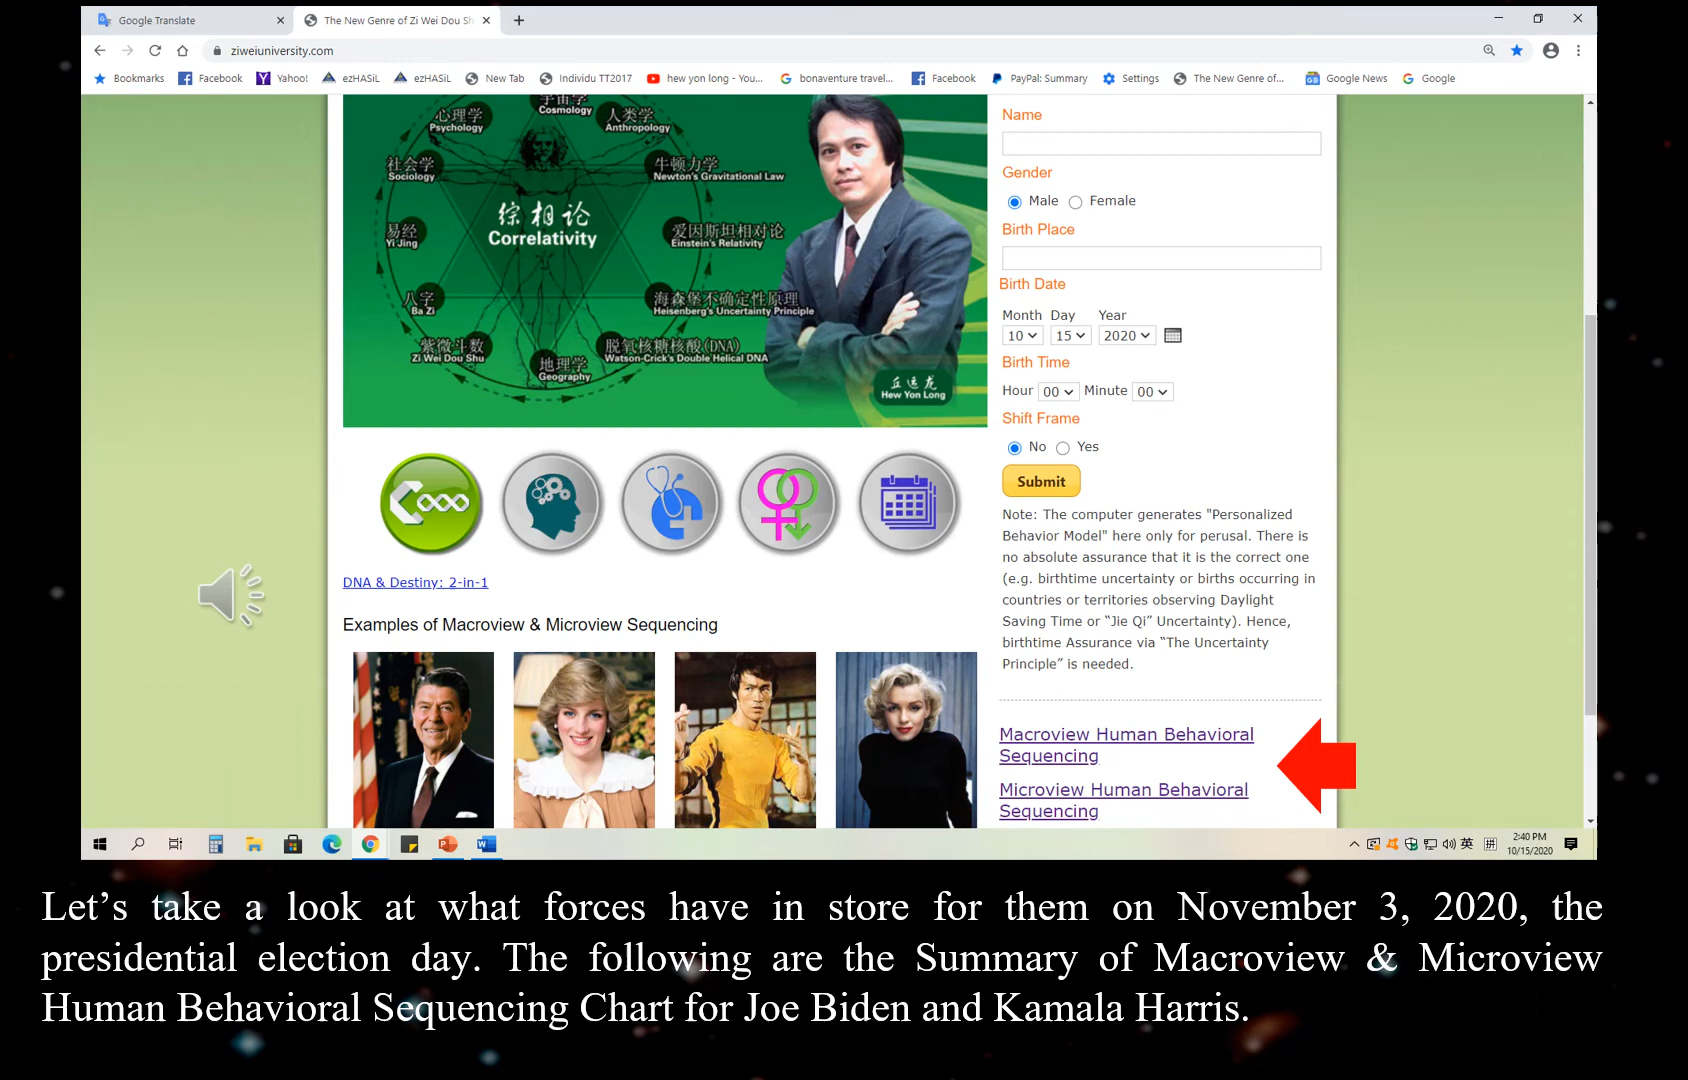 Google Translate
The New Genre of Zi Wei Dou Sh
ziweiuniversity.com
Bookmarks
Facebook
Yahoo!
ezHASiL
ezHASiL
New Tab
Individu TT2017
hew yon long - You...
bonaventure travel...
Facebook
PayPal: Summary
Settings
The New Genre of...
Google News
Google
宇宙学
Cosmology
心理学
Psychology
人类学
Anthropology
社会学
Sociology
牛顿力学
Newton's Gravitational Law
综相论
Correlativity
易经
Yi Jing
爱因斯坦相对论
Einstein's Relativity
八字
Ba Zi
海森堡不确定性原理
Heisenberg's Uncertainty Principle
紫微斗数
Zi Wei Dou Shu
脱氧核糖核酸(DNA)
Watson-Crick's Double Helical DNA
地理学
Geography
丘运龙
Hew Yon Long
DNA & Destiny: 2-in-1
Examples of Macroview & Microview Sequencing
Name
Gender
Male Female
Birth Place
Birth Date
Month Day Year
10 15 2020
Birth Time
Hour 00 Minute 00
Shift Frame
No Yes
Submit
Note: The computer generates "Personalized
Behavior Model" here only for perusal. There is
no absolute assurance that it is the correct one
(e.g. birthtime uncertainty or births occurring in
countries or territories observing Daylight
Saving Time or “Jie Qi” Uncertainty). Hence,
birthtime Assurance via “The Uncertainty
Principle” is needed.
Macroview Human Behavioral
Sequencing
Microview Human Behavioral
Sequencing
英
拼
2:40 PM
10/15/2020
Let’s take a look at what forces have in store for them on November 3, 2020, the
presidential election day. The following are the Summary of Macroview & Microview
Human Behavioral Sequencing Chart for Joe Biden and Kamala Harris.